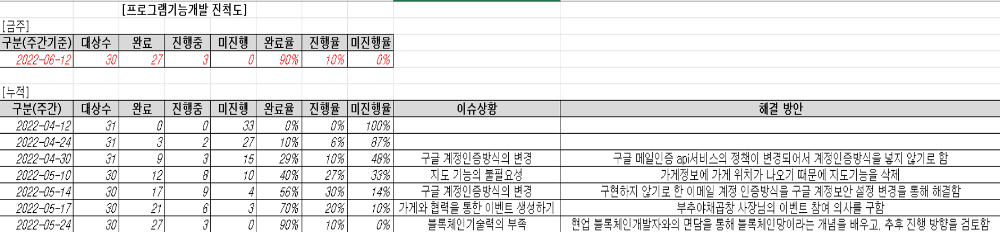 [프로그램기능개발 진척도]
[금주]
구분(주간기준) 대상수 완료 진행중 미진행 완료율 진행율 미진행율
2022-06-12 30 27 3 0 90% 10% 0%
[누적]
구분(주간) 대상수 완료 진행중 미진행 완료율 진행율 미진행율 이슈상황 해결 방안
2022-04-12 31 0 0 33 0% 0% 100%
2022-04-24 31 3 2 27 10% 6% 87%
2022-04-30 31 9 3 15 29% 10% 48% 구글 계정인증방식의 변경 구글 메일인증 api서비스의 정책이 변경되어서 계정인증방식을 넣지 않기로 함
2022-05-10 30 12 8 10 40% 27% 33% 지도 기능의 불필요성 가게정보에 가게 위치가 나오기 때문에 지도기능을 삭제
2022-05-14 30 17 9 4 56% 30% 14% 구글 계정인증방식의 변경 구현하지 않기로 한 이메일 계정 인증방식을 구글 계정보안 설정 변경을 통해 해결함
2022-05-17 30 21 6 3 70% 20% 10% 가게와 협력을 통한 이벤트 생성하기 부추야채곱창 사장님의 이벤트 참여 의사를 구함
2022-05-24 30 27 3 0 90% 10% 0% 블록체인기술력의 부족 현업 블록체인개발자와의 면담을 통해 블록체인망이라는 개념을 배우고, 추후 진행 방향을 검토함